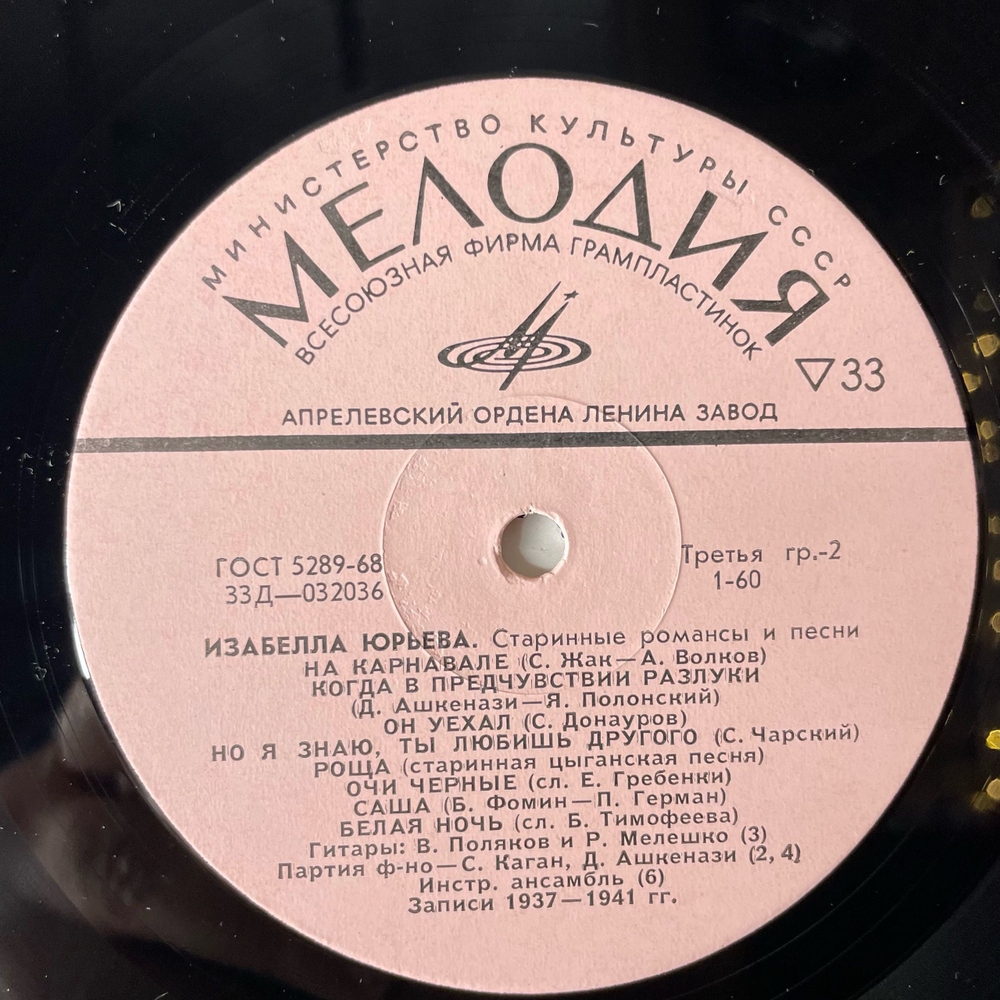 МИНИСТЕРСТВО КУЛЬТУРЫ СССР
МЕЛОДИЯ
ВСЕСОЮЗНАЯ ФИРМА ГРАМПЛАСТИНОК
▽33
АПРЕЛЕВСКИЙ ОРДЕНА ЛЕНИНА ЗАВОД
ГОСТ 5289-68
33Д—032036
Третья гр.-2
1-60
ИЗАБЕЛЛА ЮРЬЕВА. Старинные романсы и песни
НА КАРНАВАЛЕ (С. Жак—А. Волков)
КОГДА В ПРЕДЧУВСТВИИ РАЗЛУКИ
(Д. Ашкенази—Я. Полонский)
ОН УЕХАЛ (С. Донауров)
НО Я ЗНАЮ, ТЫ ЛЮБИШЬ ДРУГОГО (С. Чарский)
РОЩА (старинная цыганская песня)
ОЧИ ЧЕРНЫЕ (сл. Е. Гребенки)
САША (Б. Фомин—П. Герман)
БЕЛАЯ НОЧЬ (сл. Б. Тимофеева)
Гитары: В. Поляков и Р. Мелешко (3)
Партия ф-но—С. Каган, Д. Ашкенази (2, 4)
Инстр. ансамбль (6)
Записи 1937—1941 гг.